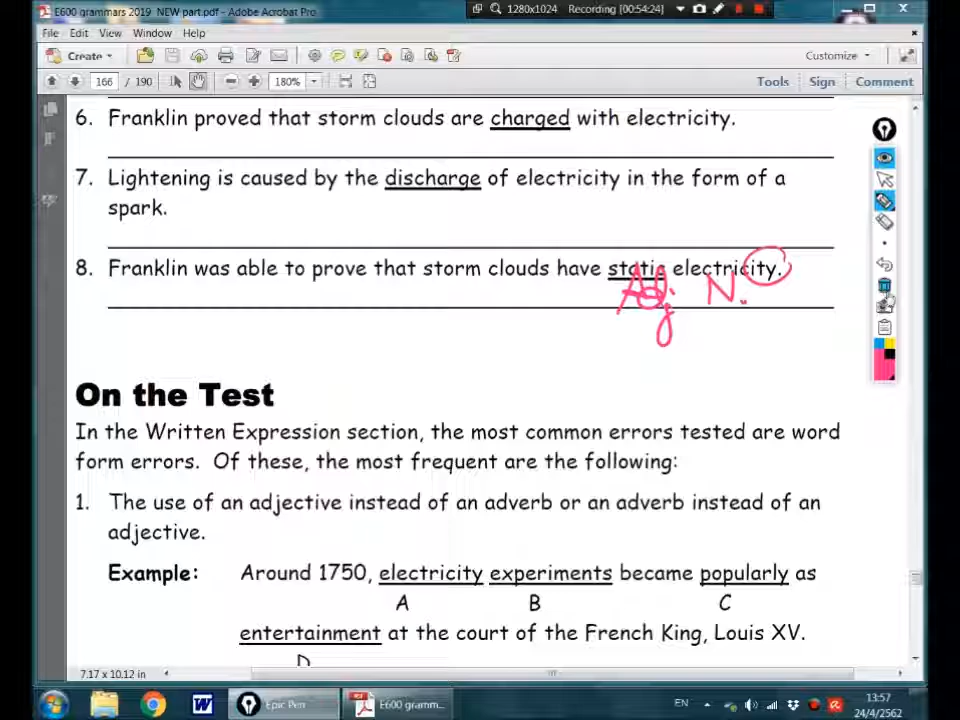 E600 grammars 2019 NEW part.pdf - Adobe Acrobat Pro
1280x1024 Recording [00:54:24]
File Edit View Window Help
Create Customize
166 / 190 180% Tools Sign Comment
6. Franklin proved that storm clouds are charged with electricity.
7. Lightening is caused by the discharge of electricity in the form of a
spark.
8. Franklin was able to prove that storm clouds have static electricity.
Adj N.
On the Test
In the Written Expression section, the most common errors tested are word
form errors. Of these, the most frequent are the following:
1. The use of an adjective instead of an adverb or an adverb instead of an
adjective.
Example: Around 1750, electricity experiments became popularly as
A B C
entertainment at the court of the French King, Louis XV.
D
7.17 x 10.12 in
Epic Pen E600 gramm... EN 13:57
24/4/2562